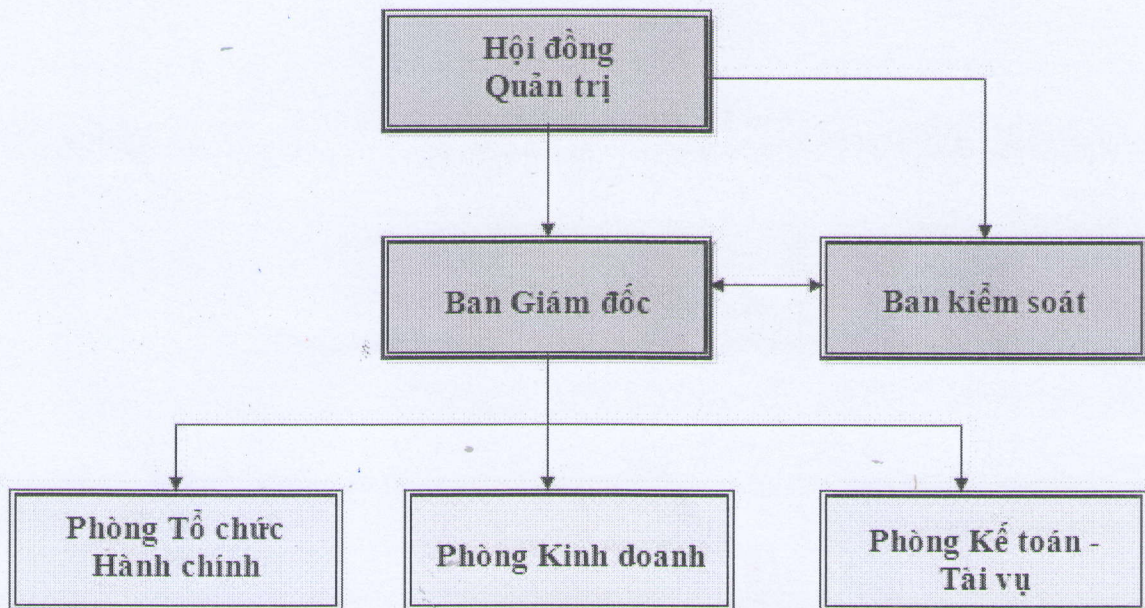 Hội đồng
Quản trị
Ban Giám đốc
Ban kiểm soát
Phòng Tổ chức
Hành chính
Phòng Kinh doanh
Phòng Kế toán -
Tài vụ